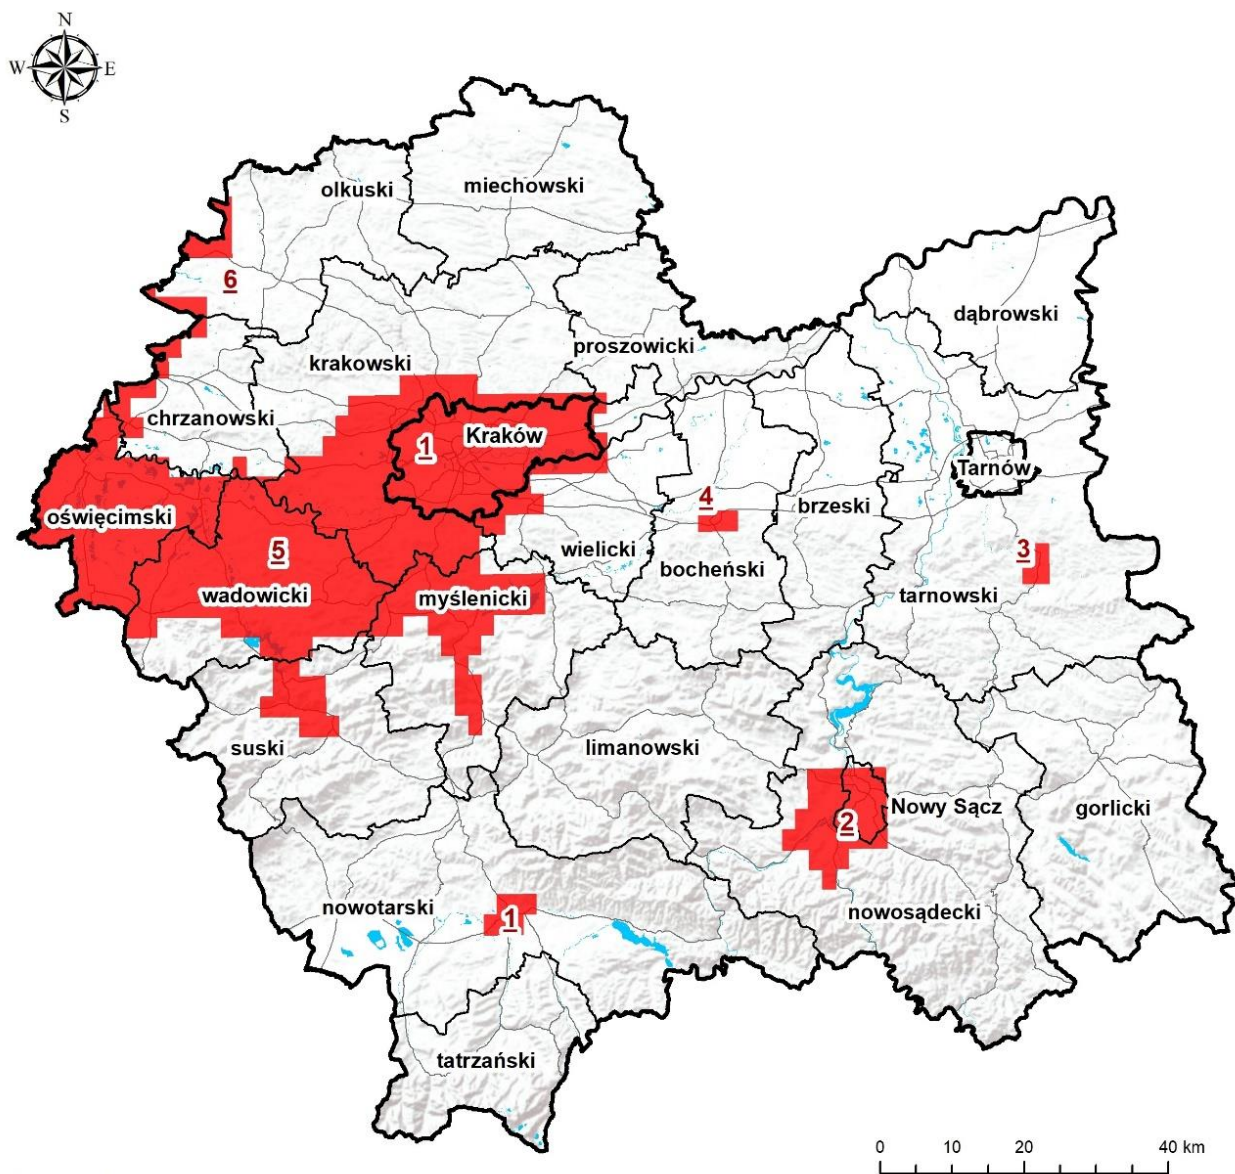 N
W E
S
olkuski
miechowski
6
dąbrowski
krakowski
proszowicki
chrzanowski
1
Kraków
Tarnów
4
oświęcimski
brzeski
5
wielicki
3
bocheński
wadowicki
myślenicki
tarnowski
suski
limanowski
Nowy Sącz
gorlicki
2
nowotarski
1
nowosądecki
tatrzański
0 10 20 40 km